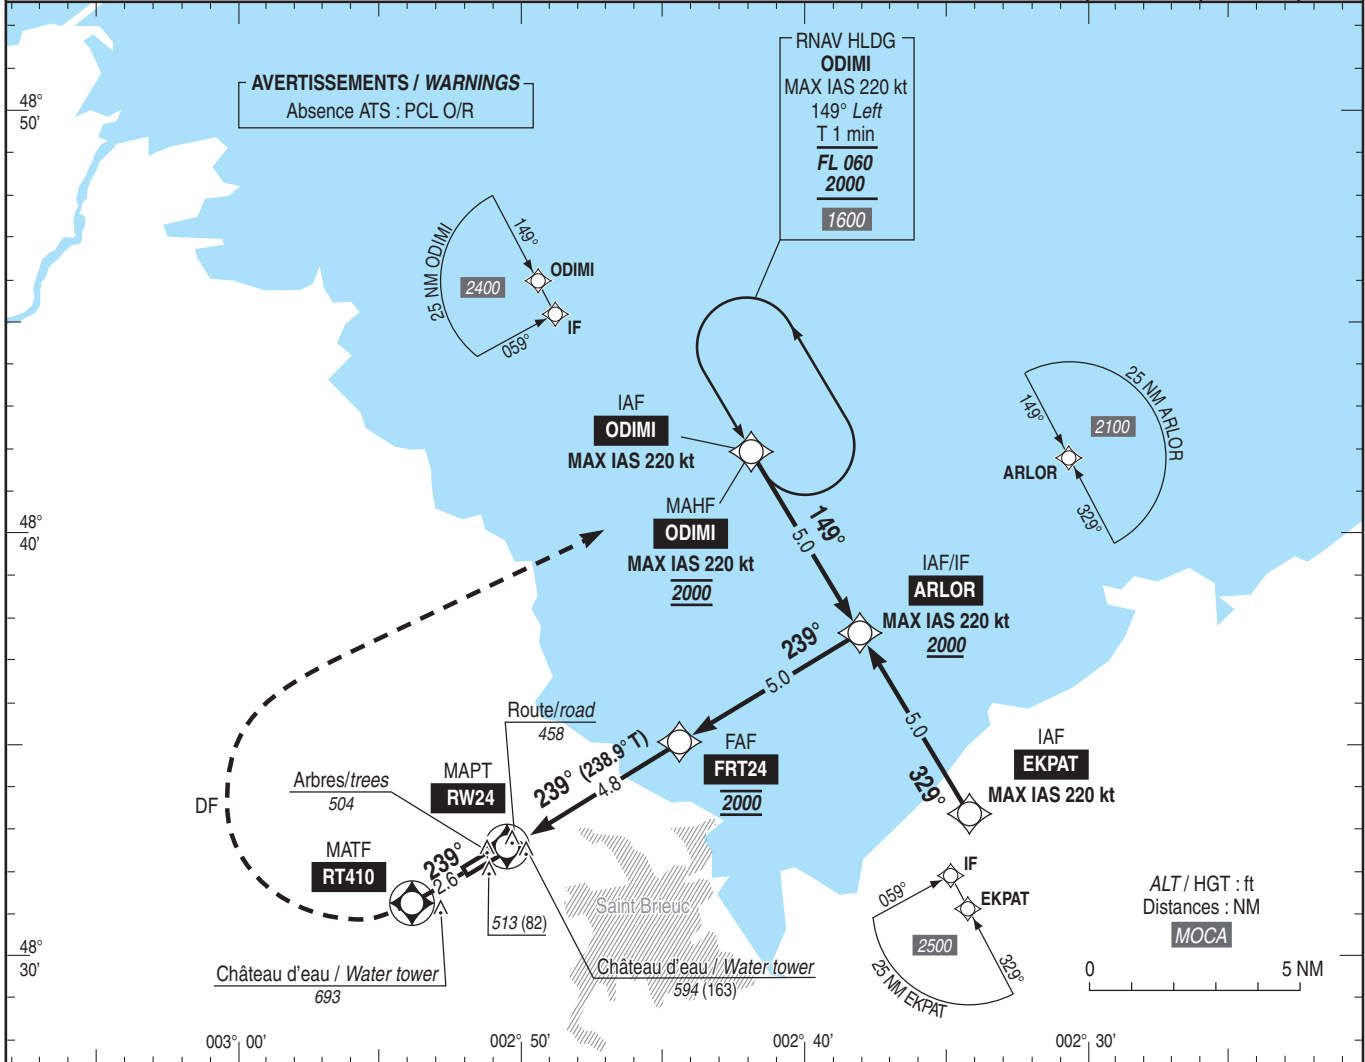 AVERTISSEMENTS / WARNINGS
Absence ATS : PCL O/R
RNAV HLDG
ODIMI
MAX IAS 220 kt
149° Left
T 1 min
FL 060
2000
1600
48°
50'
25 NM ODIMI
149°
2400
ODIMI
IF
059°
25 NM ARLOR
149°
2100
ARLOR
329°
IAF
ODIMI
MAX IAS 220 kt
MAHF
ODIMI
MAX IAS 220 kt
2000
149°
5.0
48°
40'
IAF/IF
ARLOR
MAX IAS 220 kt
2000
239°
5.0
5.0
329°
IAF
EKPAT
MAX IAS 220 kt
FAF
FRT24
2000
239° (238.9° T)
4.8
Route/road
458
Arbres/trees
504
MAPT
RW24
DF
MATF
RT410
239°
2.6
513 (82)
Saint Brieuc
Château d'eau / Water tower
693
Château d'eau / Water tower
594 (163)
IF
059°
EKPAT
2500
329°
25 NM EKPAT
ALT / HGT : ft
Distances : NM
MOCA
0 5 NM
48°
30'
003° 00'
002° 50'
002° 40'
002° 30'